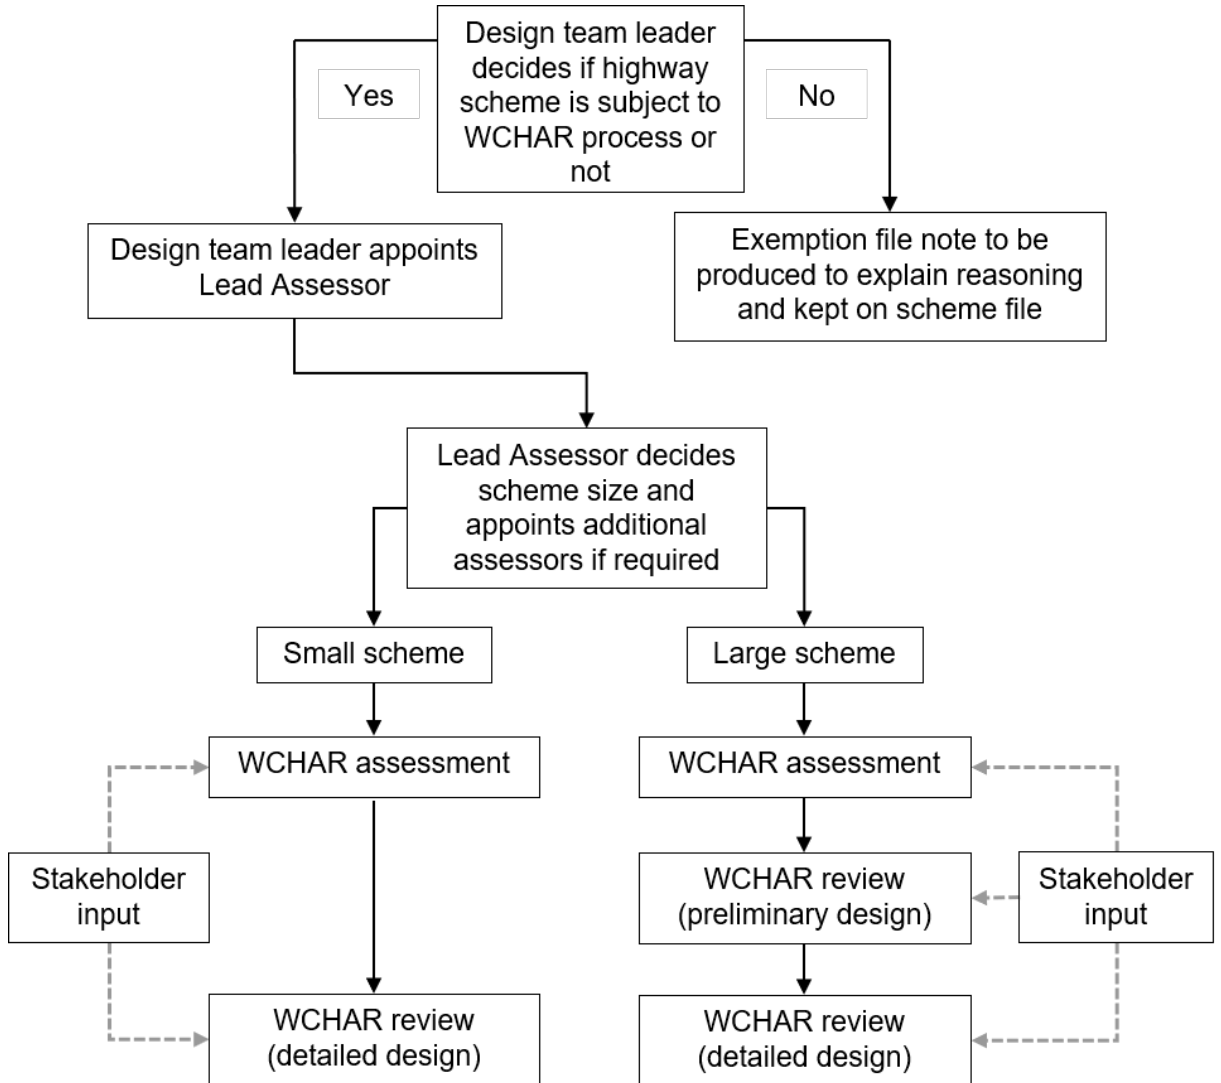 Design team leader
decides if highway
scheme is subject to
WCHAR process or
not
Yes
No
Design team leader appoints
Lead Assessor
Exemption file note to be
produced to explain reasoning
and kept on scheme file
Lead Assessor decides
scheme size and
appoints additional
assessors if required
Small scheme
Large scheme
WCHAR assessment
WCHAR assessment
Stakeholder
input
WCHAR review
(preliminary design)
Stakeholder
input
WCHAR review
(detailed design)
WCHAR review
(detailed design)